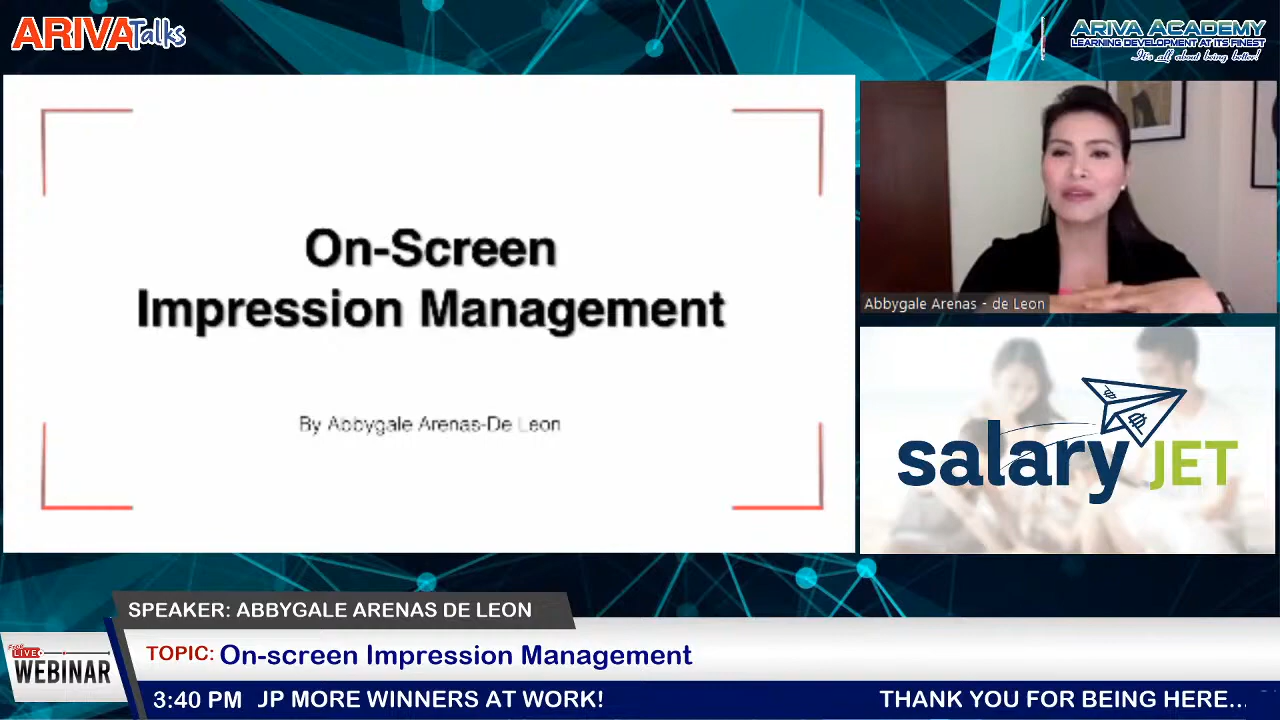 ARIVATalks
ARIVA ACADEMY
LEARNING DEVELOPMENT AT ITS FINEST
It's all about being better!
On-Screen
Impression Management
By Abbygale Arenas-De Leon
Abbygale Arenas - de Leon
salaryJET
SPEAKER: ABBYGALE ARENAS DE LEON
Free
LIVE
WEBINAR
TOPIC: On-screen Impression Management
3:40 PM JP MORE WINNERS AT WORK!
THANK YOU FOR BEING HERE...